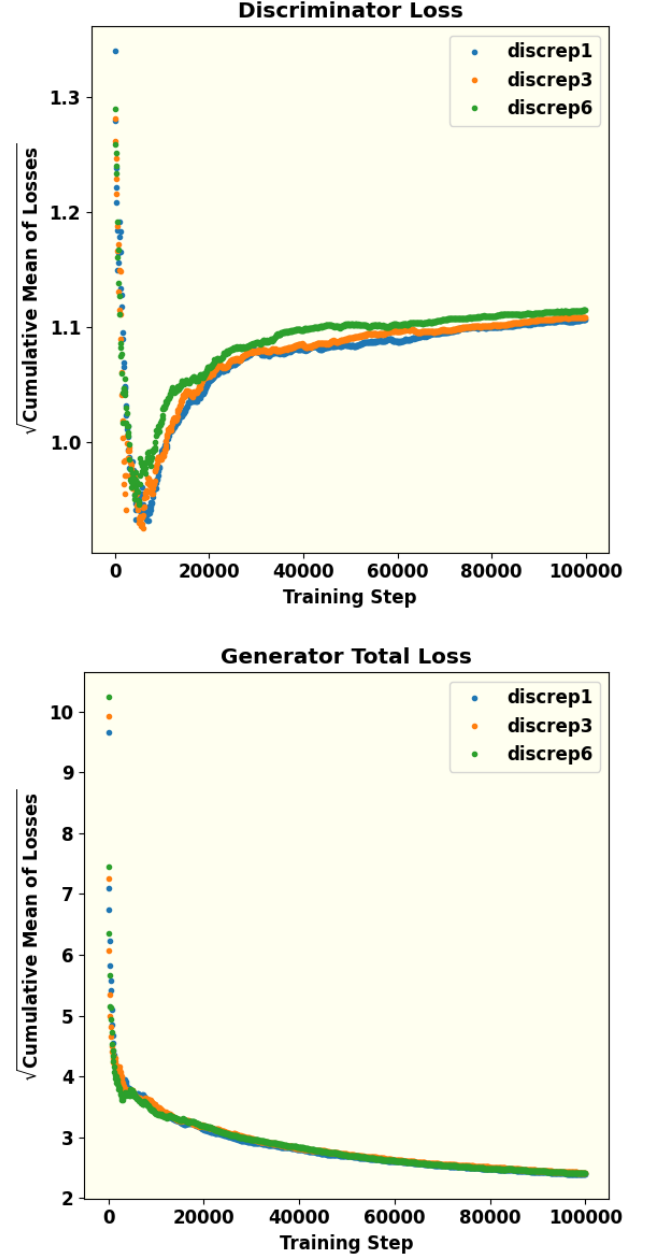 Discriminator Loss
discrep1
discrep3
discrep6
1.3
1.2
1.1
1.0
√Cumulative Mean of Losses
0 20000 40000 60000 80000 100000
Training Step
Generator Total Loss
discrep1
discrep3
discrep6
10
9
8
7
6
5
4
3
2
√Cumulative Mean of Losses
0 20000 40000 60000 80000 100000
Training Step